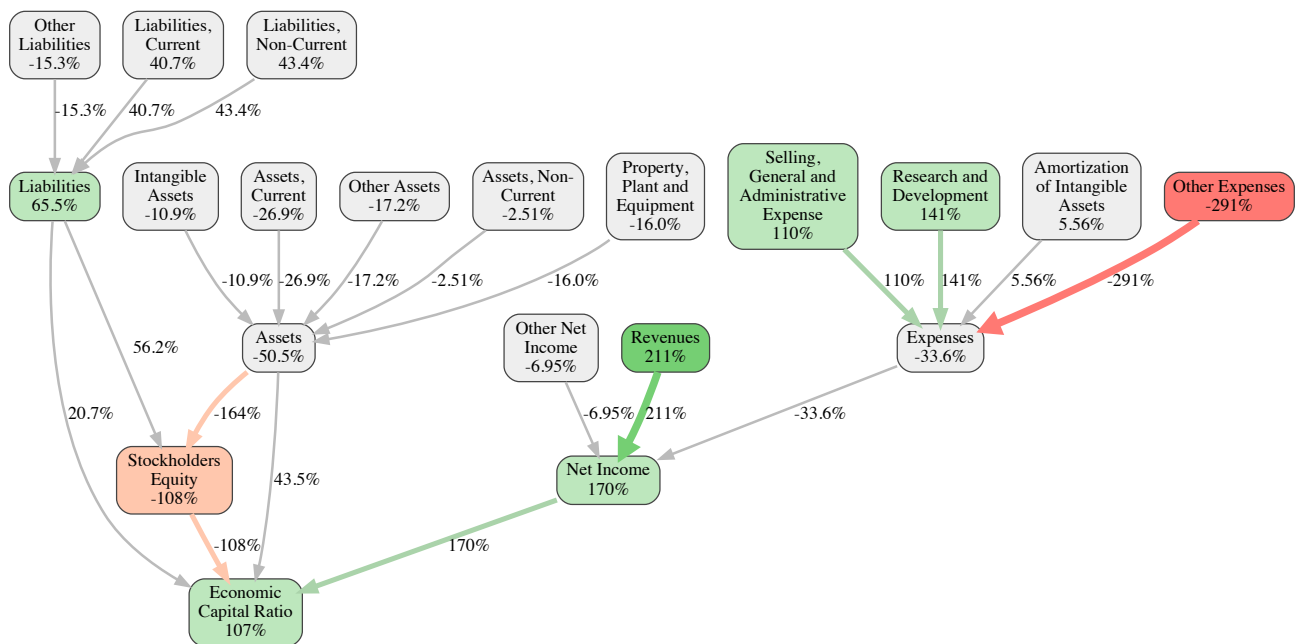 Other
Liabilities
-15.3%
Liabilities,
Current
40.7%
Liabilities,
Non-Current
43.4%
-15.3%
40.7%
43.4%
Liabilities
65.5%
Intangible
Assets
-10.9%
Assets,
Current
-26.9%
Other Assets
-17.2%
Assets, Non-
Current
-2.51%
Property,
Plant and
Equipment
-16.0%
Selling,
General and
Administrative
Expense
110%
Research and
Development
141%
Amortization
of Intangible
Assets
5.56%
Other Expenses
-291%
-10.9%
-26.9%
-17.2%
-2.51%
-16.0%
110%
141%
5.56%
-291%
56.2%
Assets
-50.5%
Other Net
Income
-6.95%
Revenues
211%
Expenses
-33.6%
20.7%
-164%
-6.95%
211%
-33.6%
Stockholders
Equity
-108%
43.5%
Net Income
170%
-108%
170%
Economic
Capital Ratio
107%